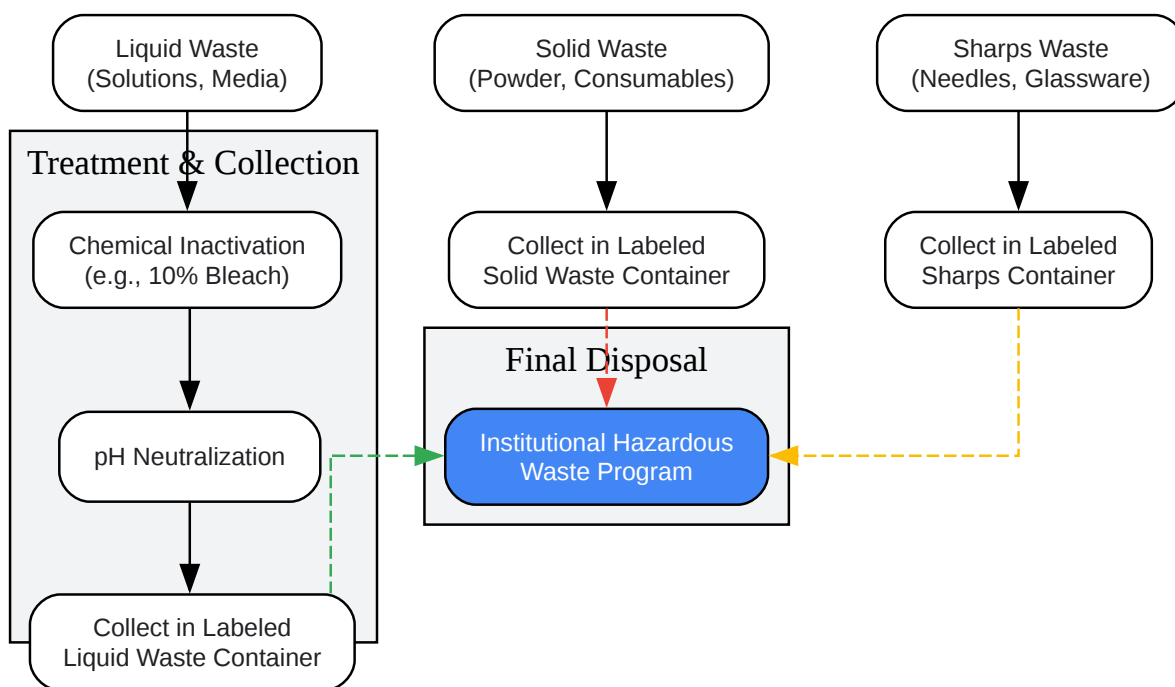 Liquid Waste
(Solutions, Media)
Solid Waste
(Powder, Consumables)
Sharps Waste
(Needles, Glassware)
Treatment & Collection
Chemical Inactivation
(e.g., 10% Bleach)
Collect in Labeled
Solid Waste Container
Collect in Labeled
Sharps Container
Final Disposal
pH Neutralization
Institutional Hazardous
Waste Program
Collect in Labeled
Liquid Waste Container